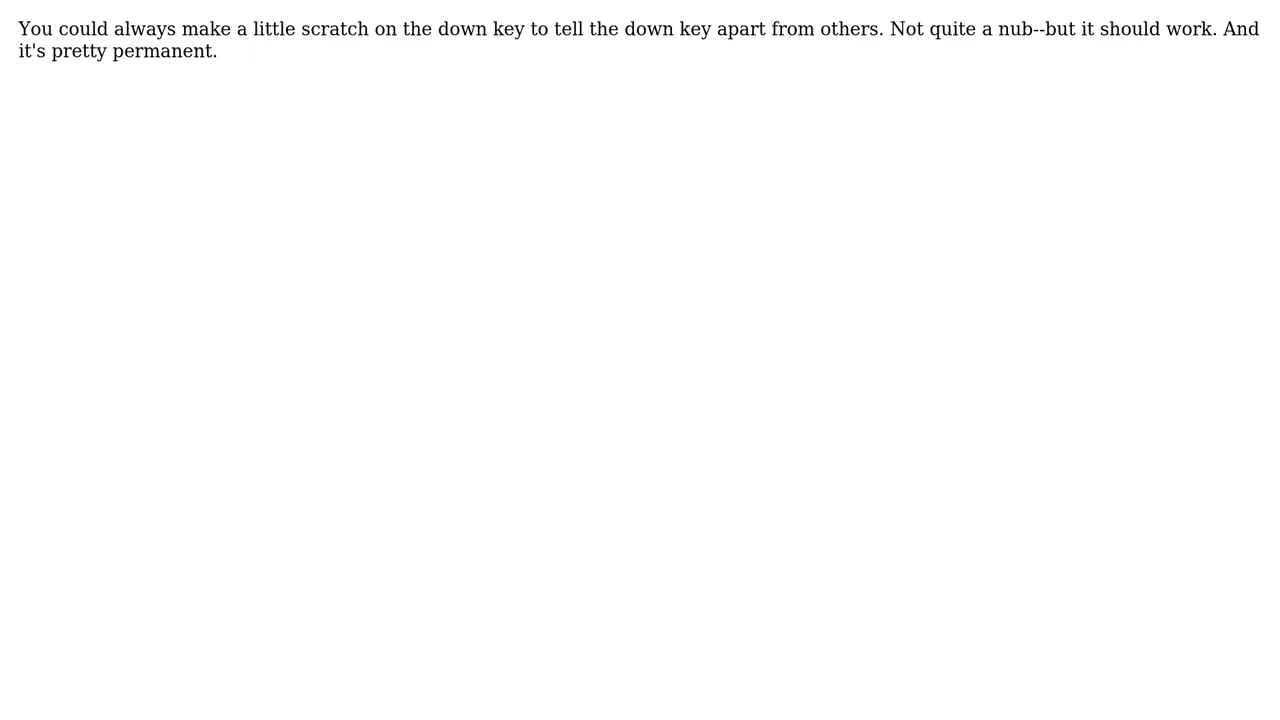 You could always make a little scratch on the down key to tell the down key apart from others. Not quite a nub--but it should work. And
it's pretty permanent.